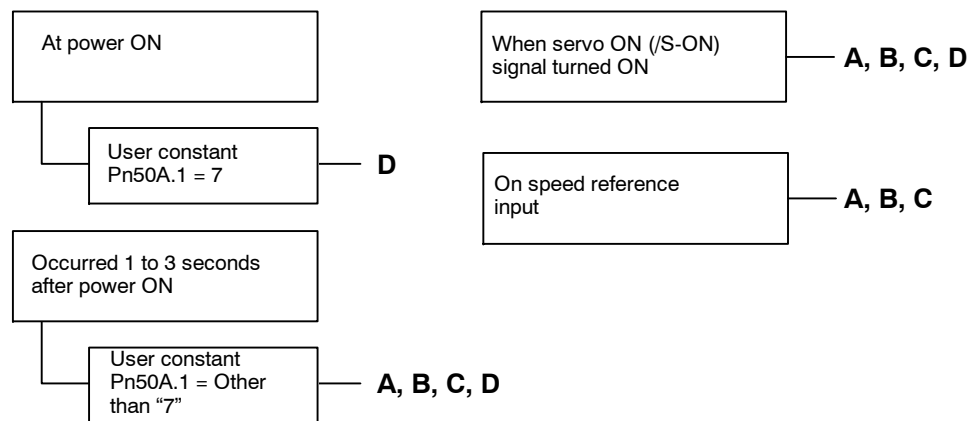 At power ON
User constant
Pn50A.1 = 7
D
Occurred 1 to 3 seconds
after power ON
User constant
Pn50A.1 = Other
than “7”
A, B, C, D
When servo ON (/S-ON)
signal turned ON
A, B, C, D
On speed reference
input
A, B, C